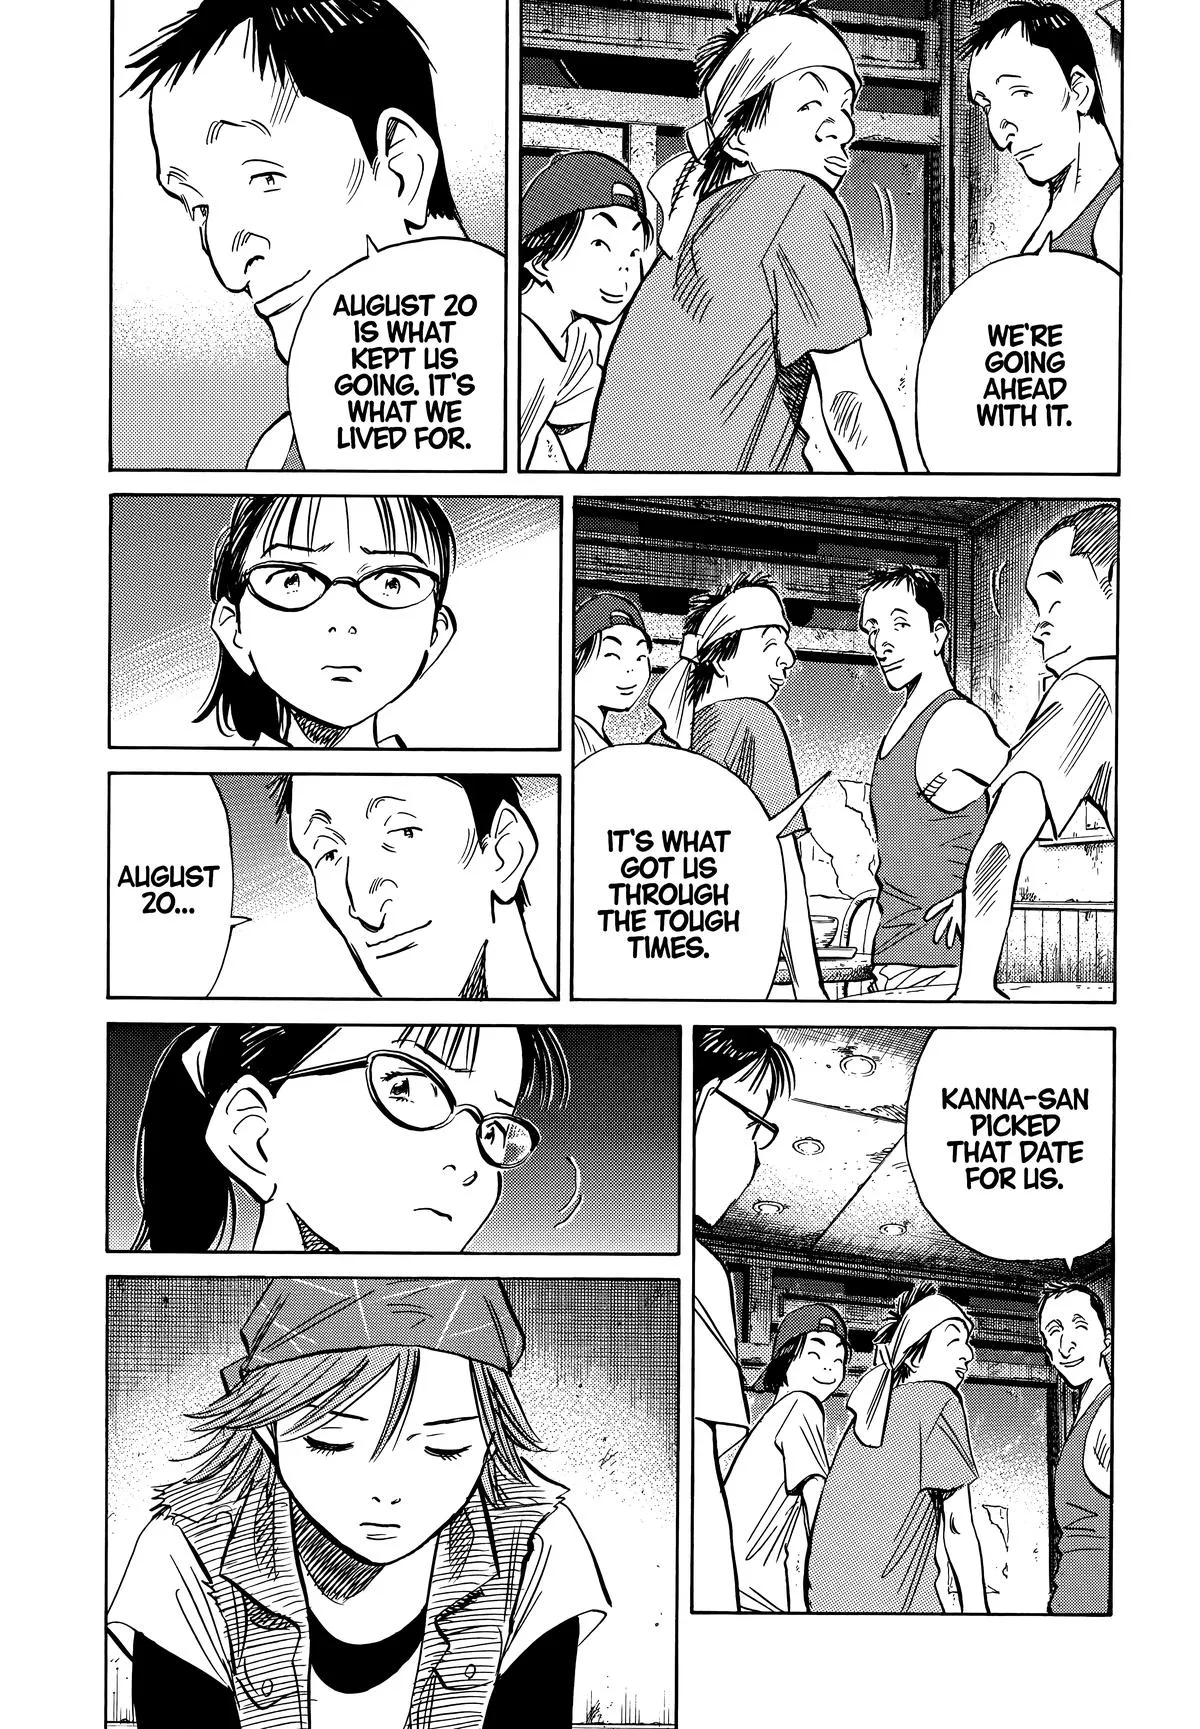 WE'RE
GOING
AHEAD
WITH IT.
AUGUST 20
IS WHAT
KEPT US
GOING. IT'S
WHAT WE
LIVED FOR.
IT'S WHAT
GOT US
THROUGH
THE TOUGH
TIMES.
AUGUST
20...
KANNA-SAN
PICKED
THAT DATE
FOR US.